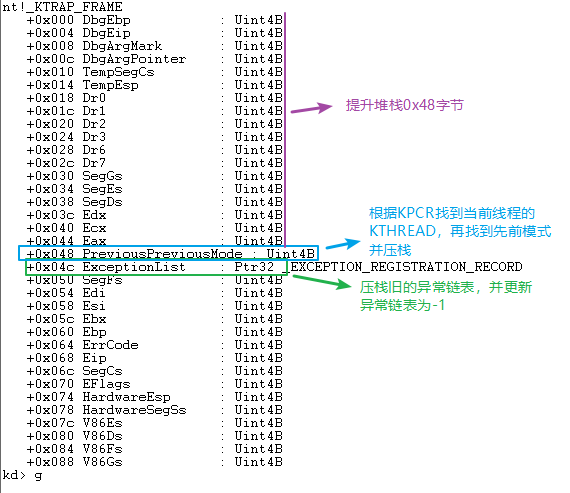 nt!_KTRAP_FRAME
+0x000 DbgEbp : Uint4B
+0x004 DbgEip : Uint4B
+0x008 DbgArgMark : Uint4B
+0x00c DbgArgPointer : Uint4B
+0x010 TempSegCs : Uint4B
+0x014 TempEsp : Uint4B
+0x018 Dr0 : Uint4B
+0x01c Dr1 : Uint4B
+0x020 Dr2 : Uint4B
+0x024 Dr3 : Uint4B
+0x028 Dr6 : Uint4B
+0x02c Dr7 : Uint4B
+0x030 SegGs : Uint4B
+0x034 SegEs : Uint4B
+0x038 SegDs : Uint4B
+0x03c Edx : Uint4B
+0x040 Ecx : Uint4B
+0x044 Eax : Uint4B
+0x048 PreviousPreviousMode : Uint4B
+0x04c ExceptionList : Ptr32 _EXCEPTION_REGISTRATION_RECORD
+0x050 SegFs : Uint4B
+0x054 Edi : Uint4B
+0x058 Esi : Uint4B
+0x05c Ebx : Uint4B
+0x060 Ebp : Uint4B
+0x064 ErrCode : Uint4B
+0x068 Eip : Uint4B
+0x06c SegCs : Uint4B
+0x070 EFlags : Uint4B
+0x074 HardwareEsp : Uint4B
+0x078 HardwareSegSs : Uint4B
+0x07c V86Es : Uint4B
+0x080 V86Ds : Uint4B
+0x084 V86Fs : Uint4B
+0x088 V86Gs : Uint4B
kd> g
提升堆栈0x48字节
根据KPCR找到当前线程的
KTHREAD，再找到先前模式
并压栈
压栈旧的异常链表，并更新
异常链表为-1